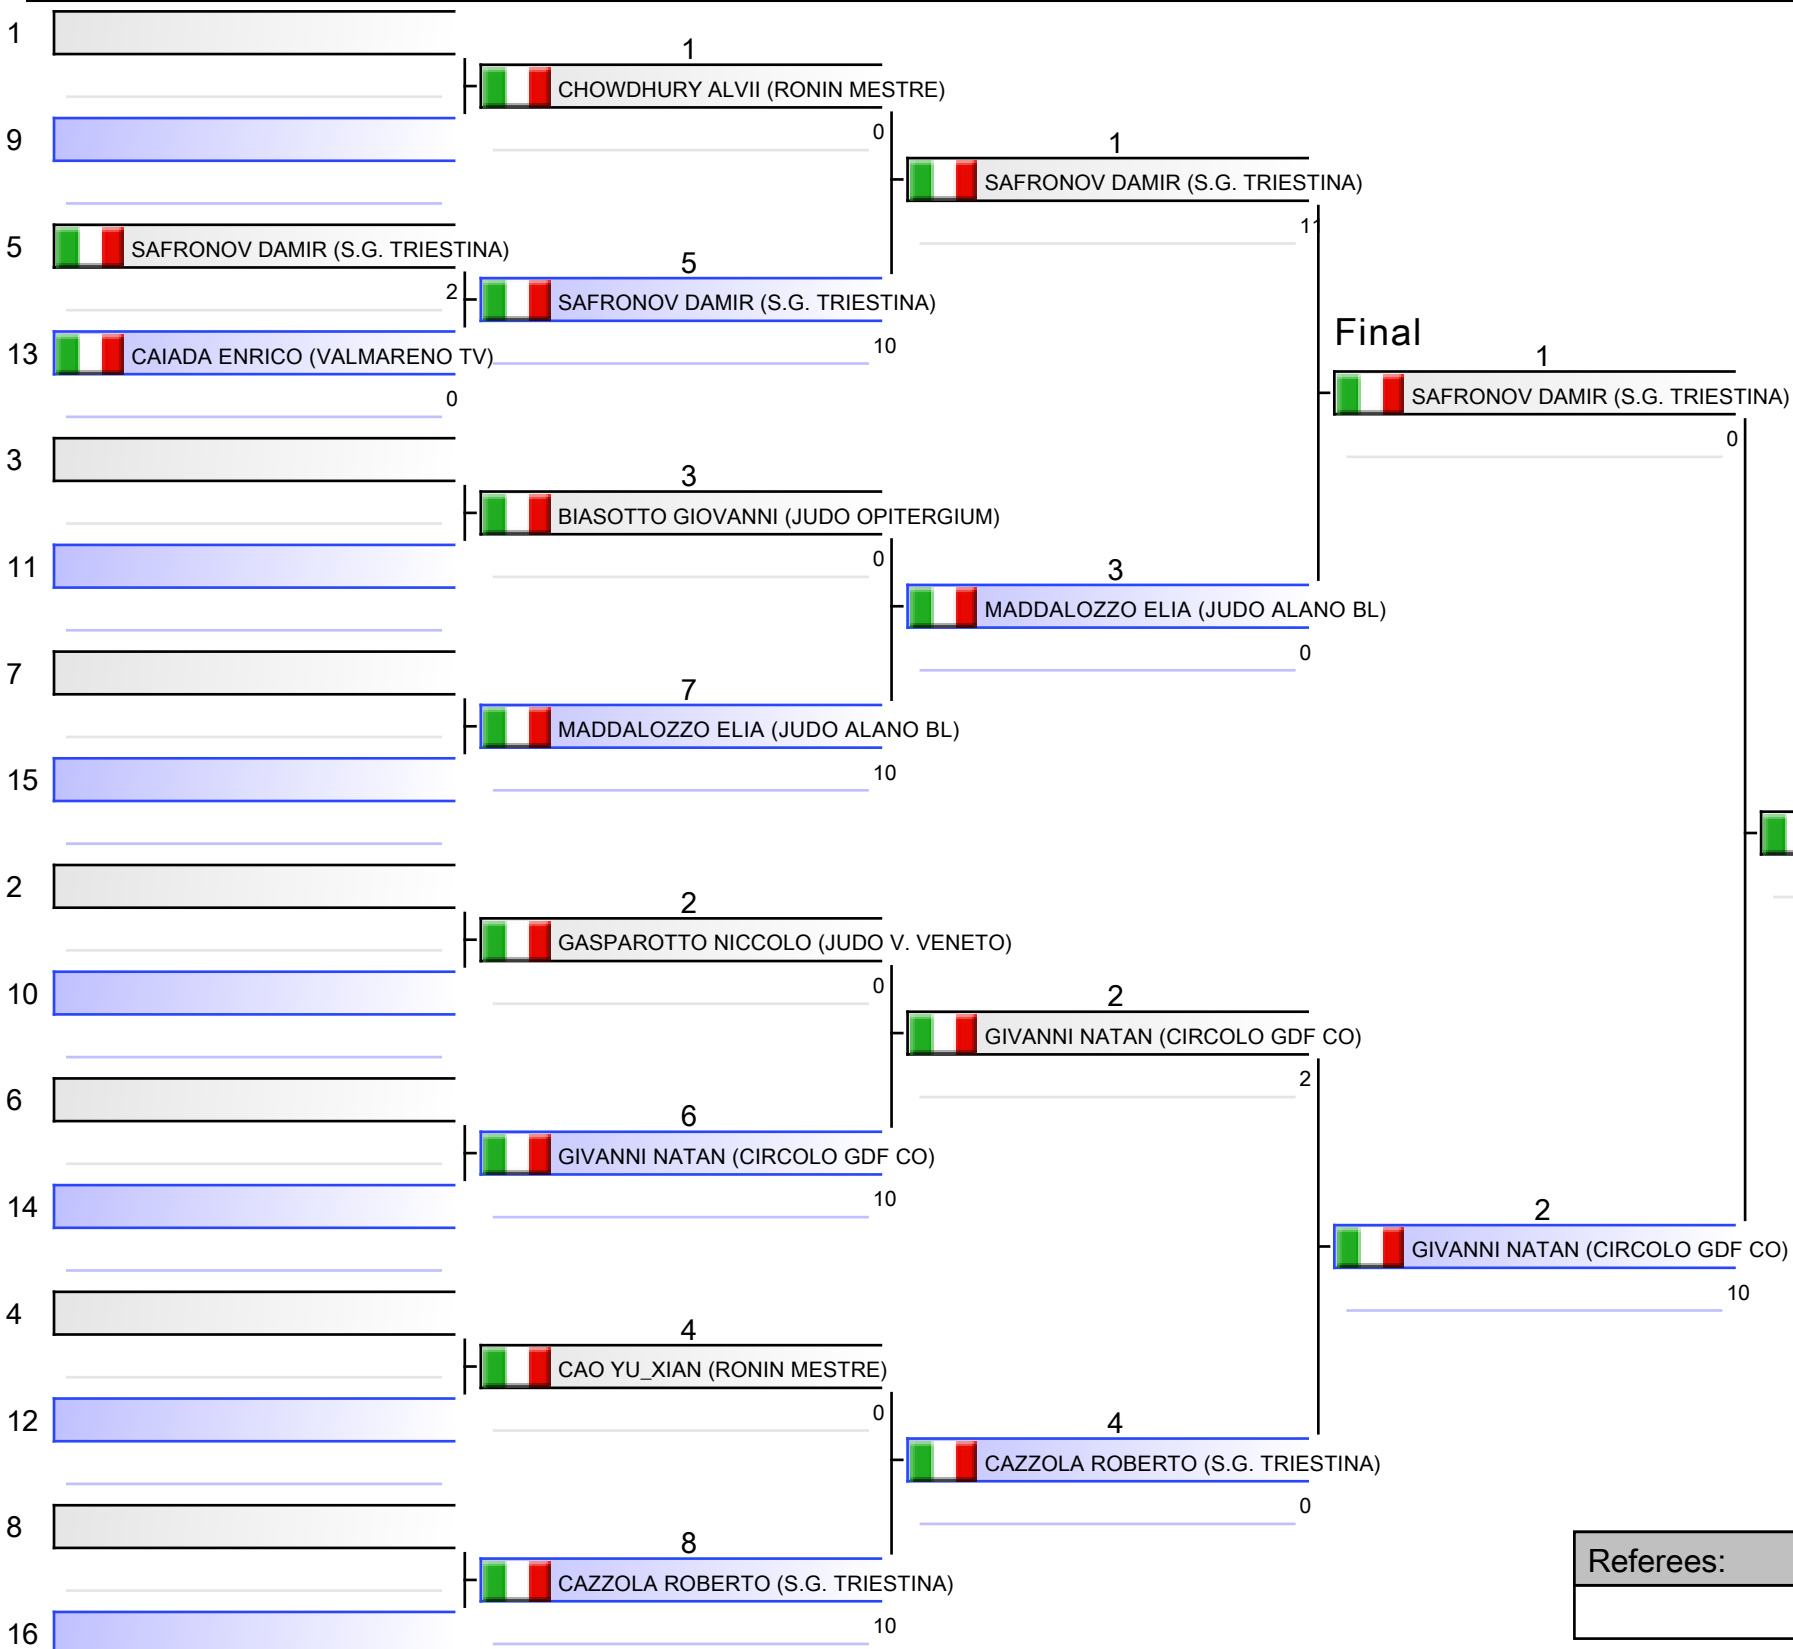 1
1
CHOWDHURY ALVII (RONIN MESTRE)
0
9
1
SAFRONOV DAMIR (S.G. TRIESTINA)
11
5
SAFRONOV DAMIR (S.G. TRIESTINA)
2
5
SAFRONOV DAMIR (S.G. TRIESTINA)
10
13
CAIADA ENRICO (VALMARENO TV)
0
Final
1
SAFRONOV DAMIR (S.G. TRIESTINA)
0
3
3
BIASOTTO GIOVANNI (JUDO OPITERGIUM)
0
11
3
MADDALOZZO ELIA (JUDO ALANO BL)
0
7
7
MADDALOZZO ELIA (JUDO ALANO BL)
10
15
2
2
GASPAROTTO NICCOLO (JUDO V. VENETO)
0
10
2
GIVANNI NATAN (CIRCOLO GDF CO)
2
6
6
GIVANNI NATAN (CIRCOLO GDF CO)
10
14
2
GIVANNI NATAN (CIRCOLO GDF CO)
10
4
4
CAO YU_XIAN (RONIN MESTRE)
0
12
4
CAZZOLA ROBERTO (S.G. TRIESTINA)
0
8
8
CAZZOLA ROBERTO (S.G. TRIESTINA)
10
16
Referees: